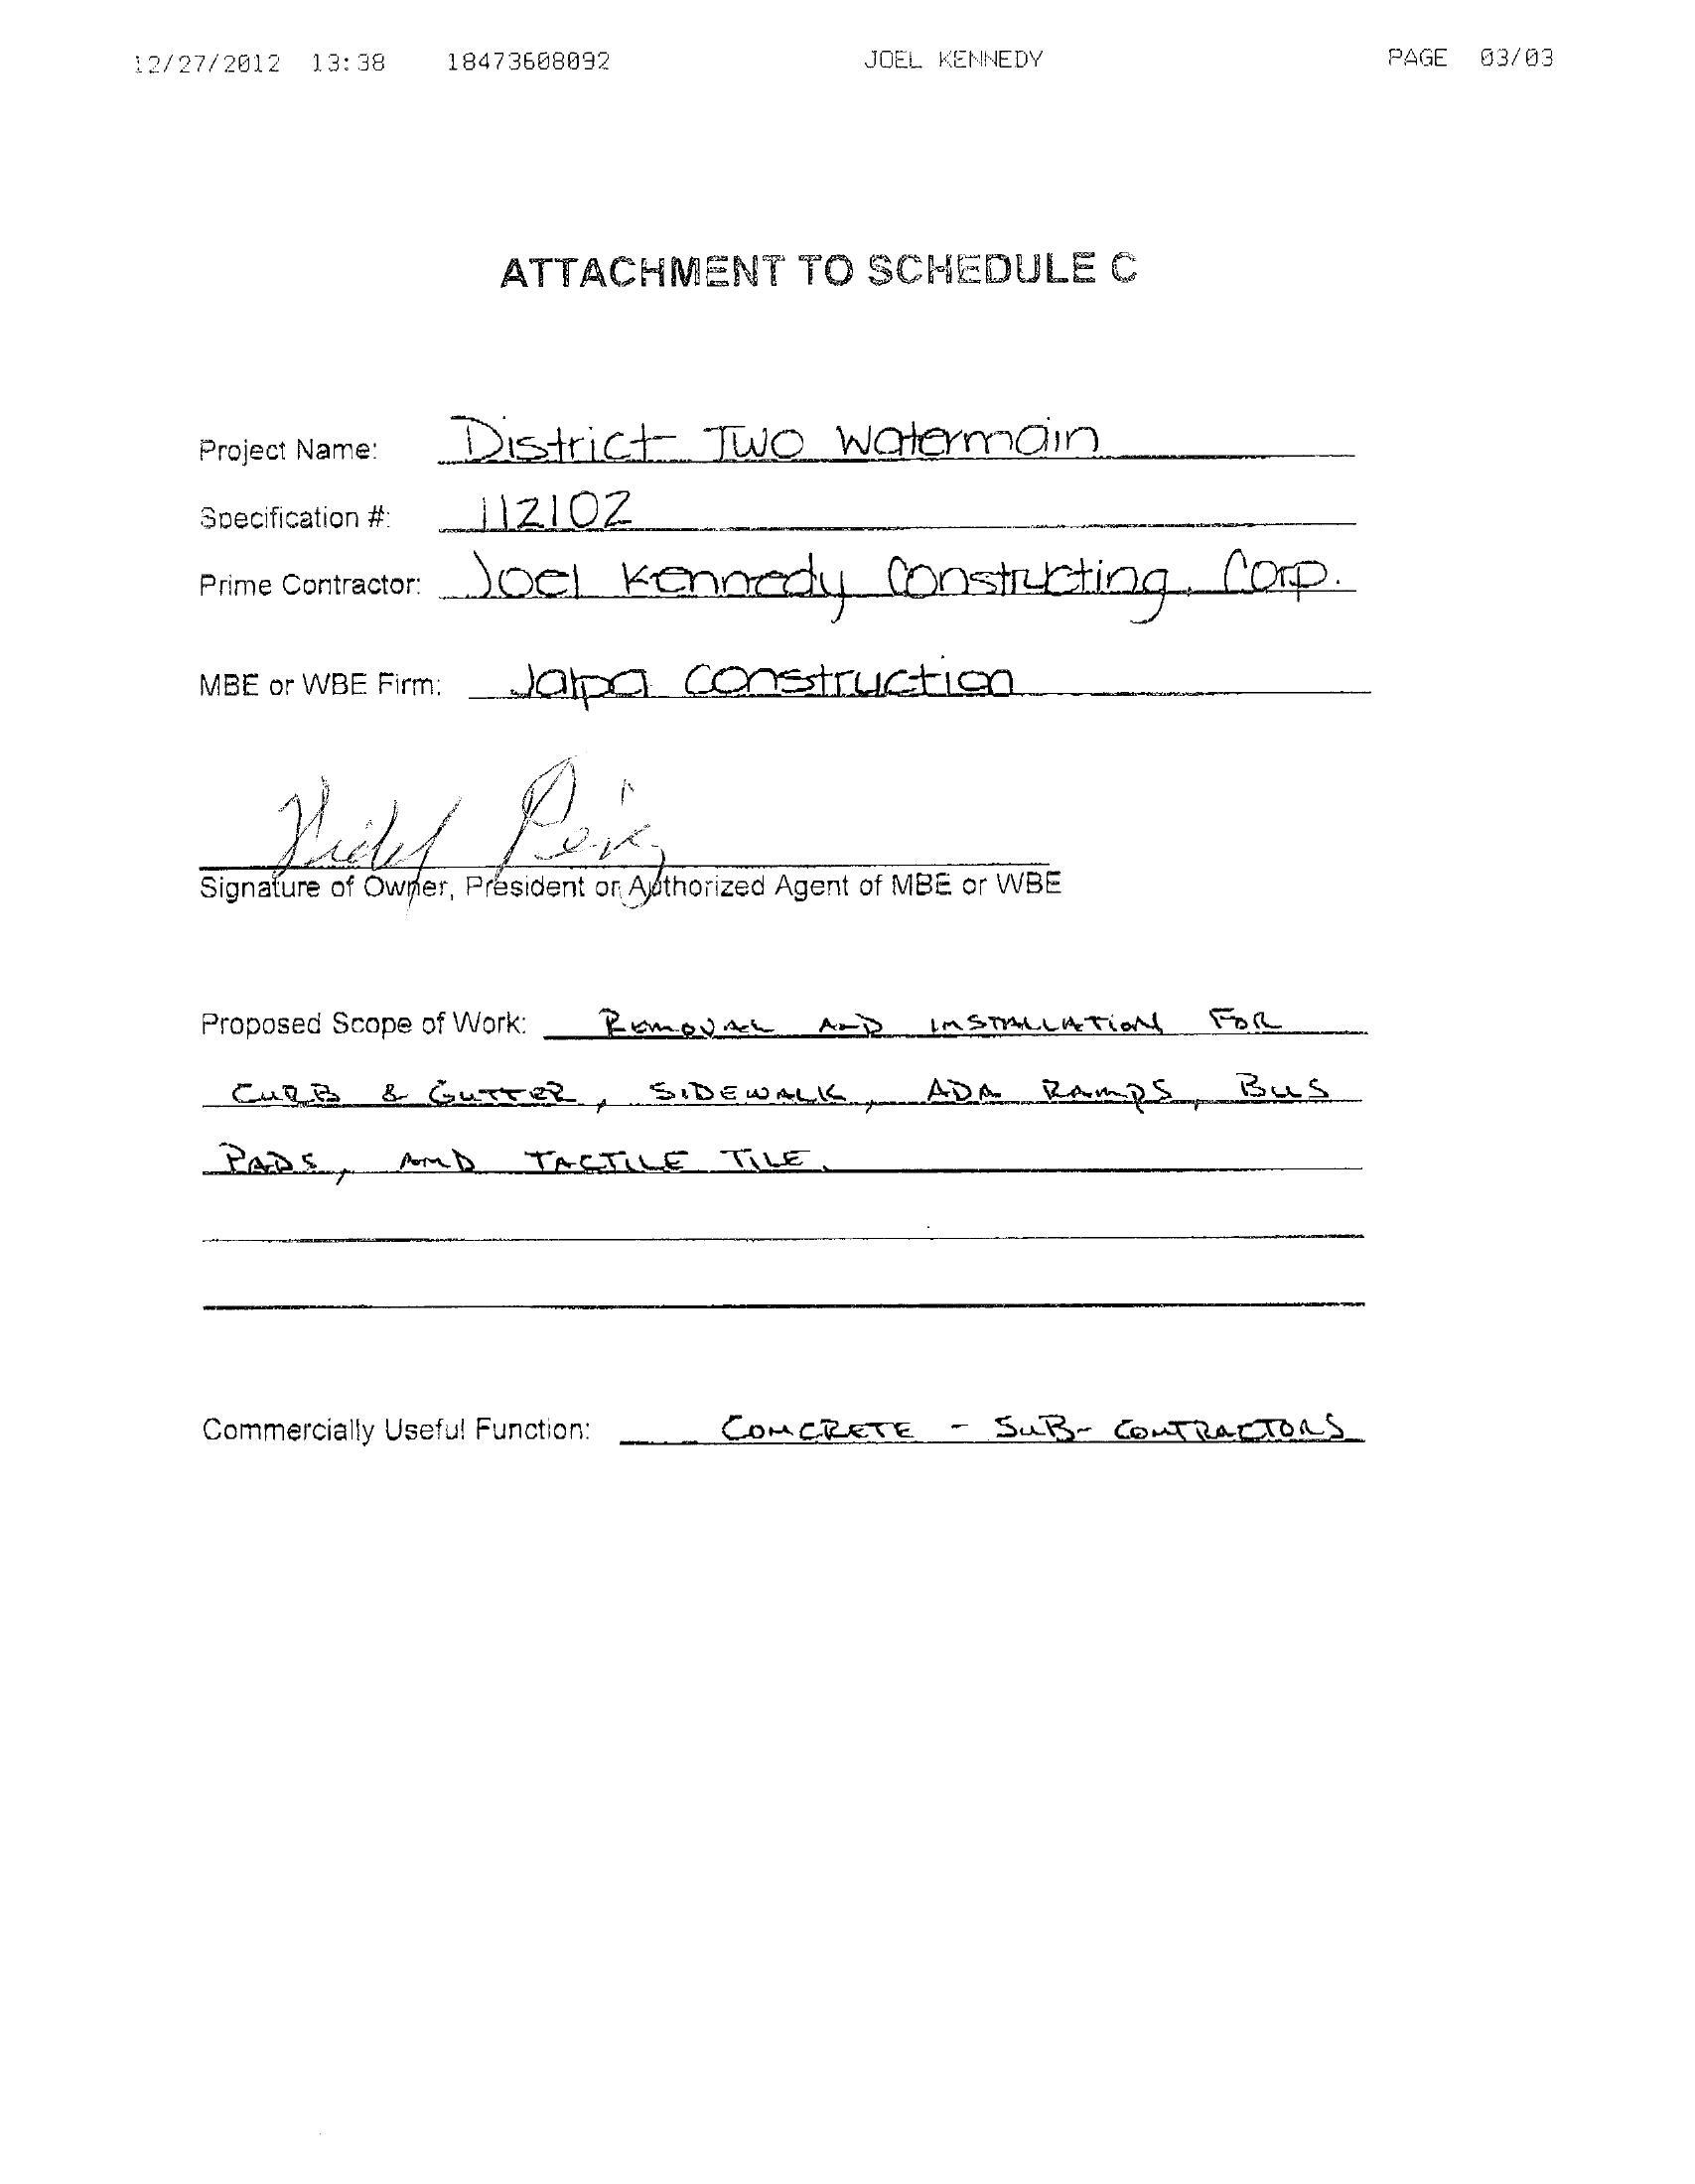 12/27/2012 13:38 18473608092 JOEL KENNEDY PAGE 03/03
ATTACHMENT TO SCHEDULE C
Project Name: District Two Watermain
Specification #: 112102
Prime Contractor: Joel Kennedy Constructing Corp.
MBE or WBE Firm: Jalpa Construction
Signature of Owner, President or Authorized Agent of MBE or WBE
Proposed Scope of Work: REMOVAL AND INSTALLATION FOR
CURB & GUTTER, SIDEWALK, ADA RAMPS, BUS
PADS, AND TACTILE TILE.
Commercially Useful Function: CONCRETE - SUB-CONTRACTORS